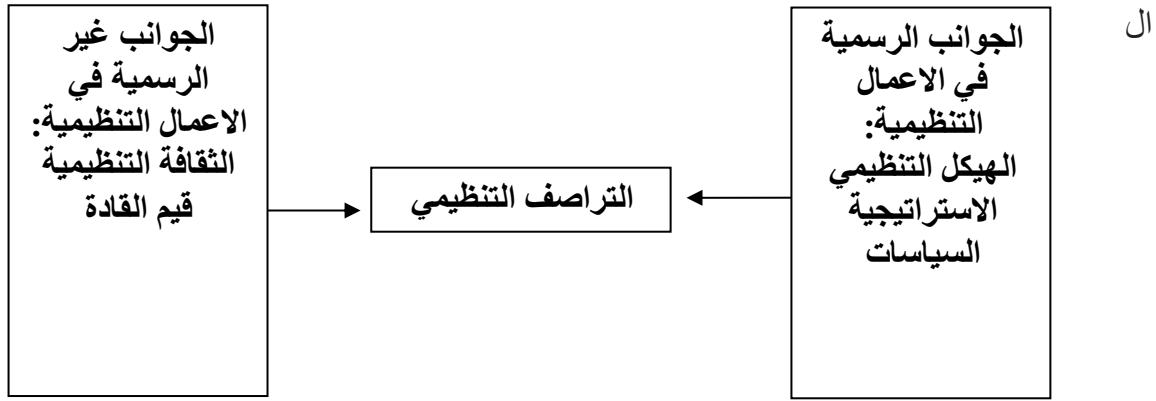 ال
الجوانب الرسمية
في الاعمال
التنظيمية:
الهيكل التنظيمي
الاستراتيجية
السياسات
التراصف التنظيمي
الجوانب غير
الرسمية في
الاعمال التنظيمية:
الثقافة التنظيمية
قيم القادة